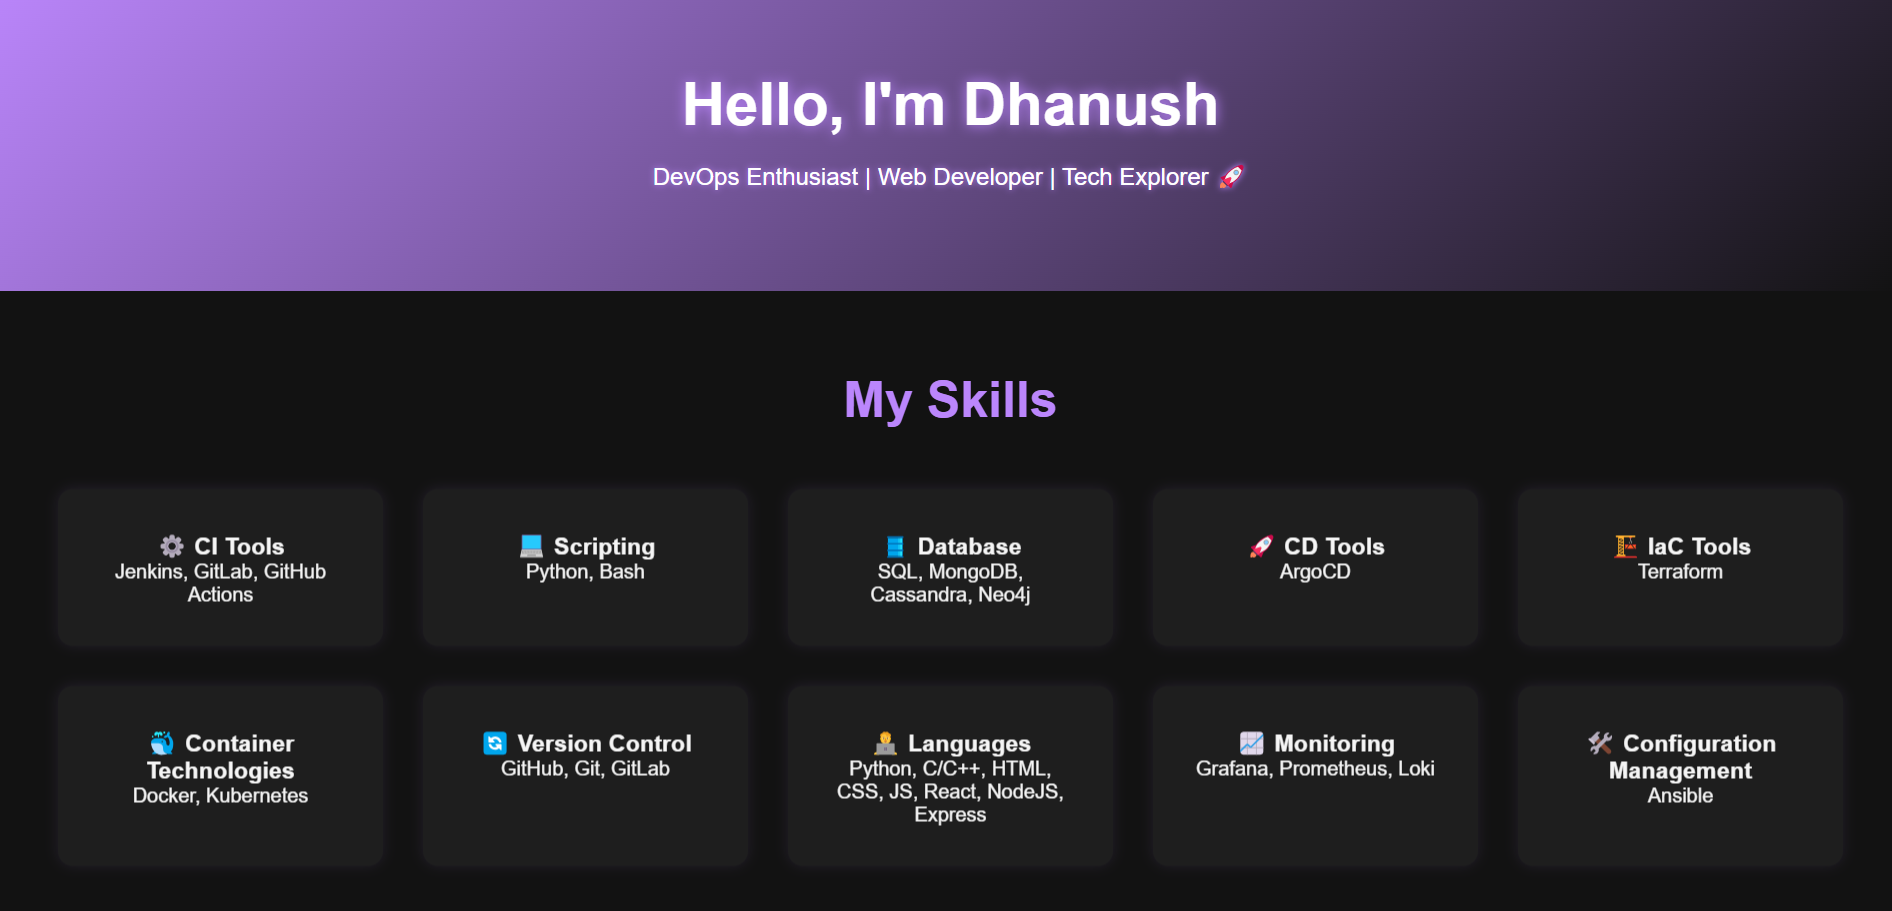 Hello, I'm Dhanush
DevOps Enthusiast | Web Developer | Tech Explorer 🚀
My Skills
⚙️ CI Tools
Jenkins, GitLab, GitHub
Actions
💻 Scripting
Python, Bash
🗄️ Database
SQL, MongoDB,
Cassandra, Neo4j
🚀 CD Tools
ArgoCD
🏗️ IaC Tools
Terraform
🐳 Container
Technologies
Docker, Kubernetes
🔄 Version Control
GitHub, Git, GitLab
🧑‍💻 Languages
Python, C/C++, HTML,
CSS, JS, React, NodeJS,
Express
📈 Monitoring
Grafana, Prometheus, Loki
🛠️ Configuration
Management
Ansible